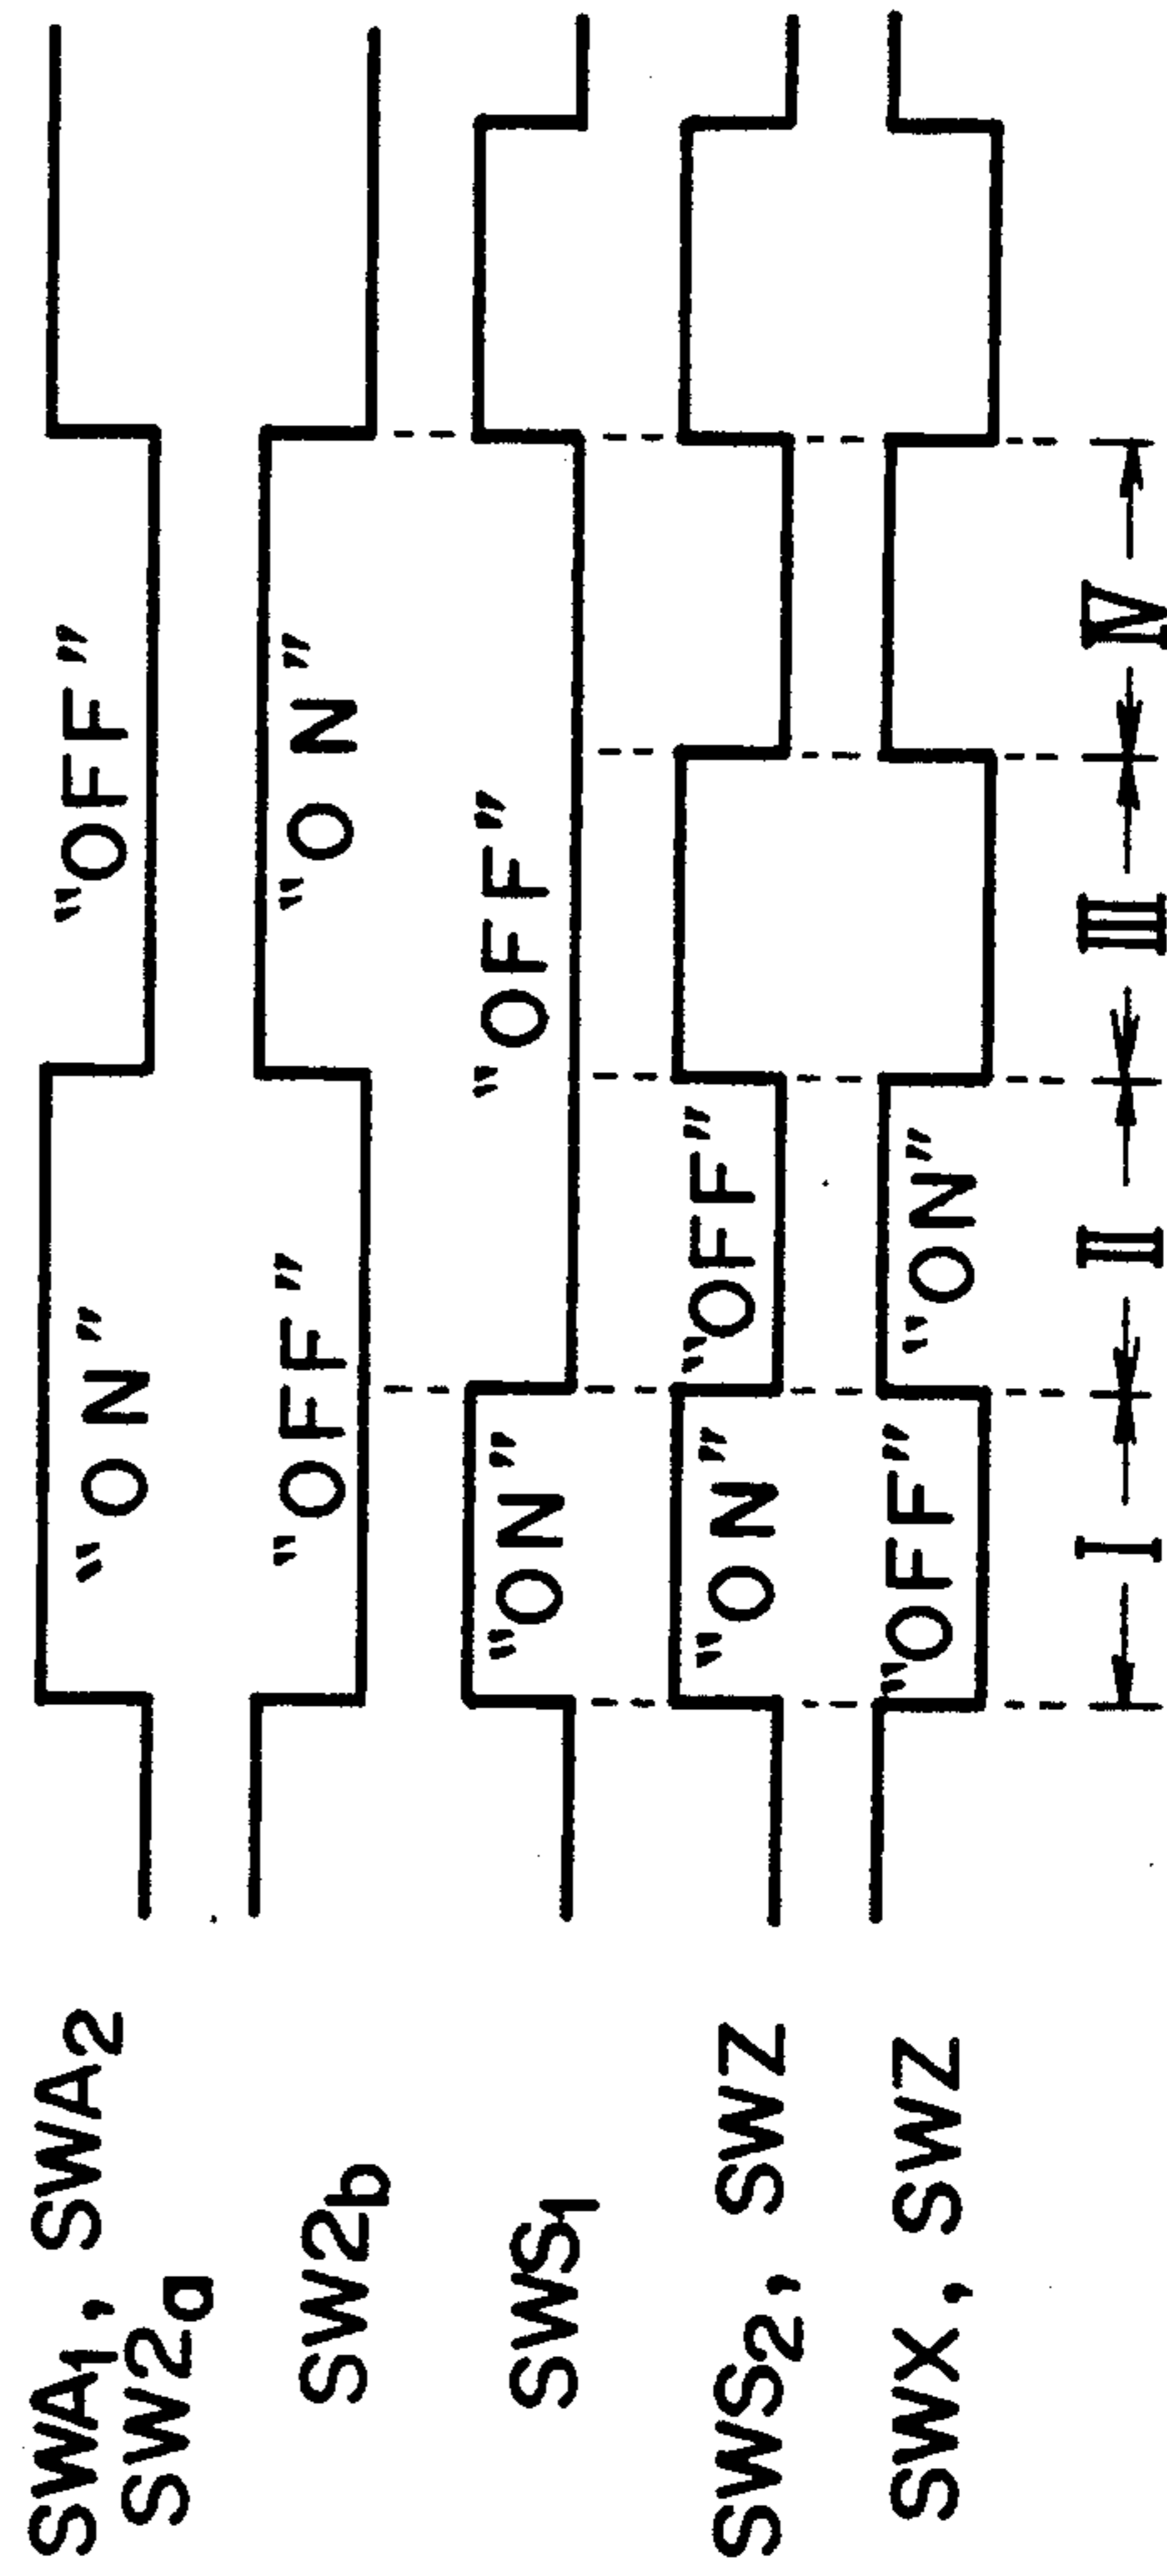 SWA₁, SWA₂
SW2a
"ON"
"OFF"
SW2b
"OFF"
"ON"
SWS₁
"ON"
"OFF"
SWS₂, SWZ
"ON"
"OFF"
SWX, SWZ
"OFF"
"ON"
I
II
III
IV